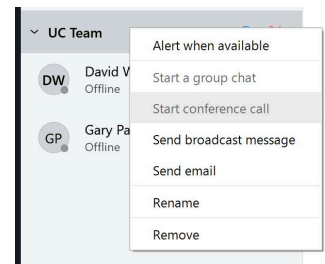 UC Team
DW
David
Offline
GP
Gary
Offline
Alert when available
Start a group chat
Start conference call
Send broadcast message
Send email
Rename
Remove